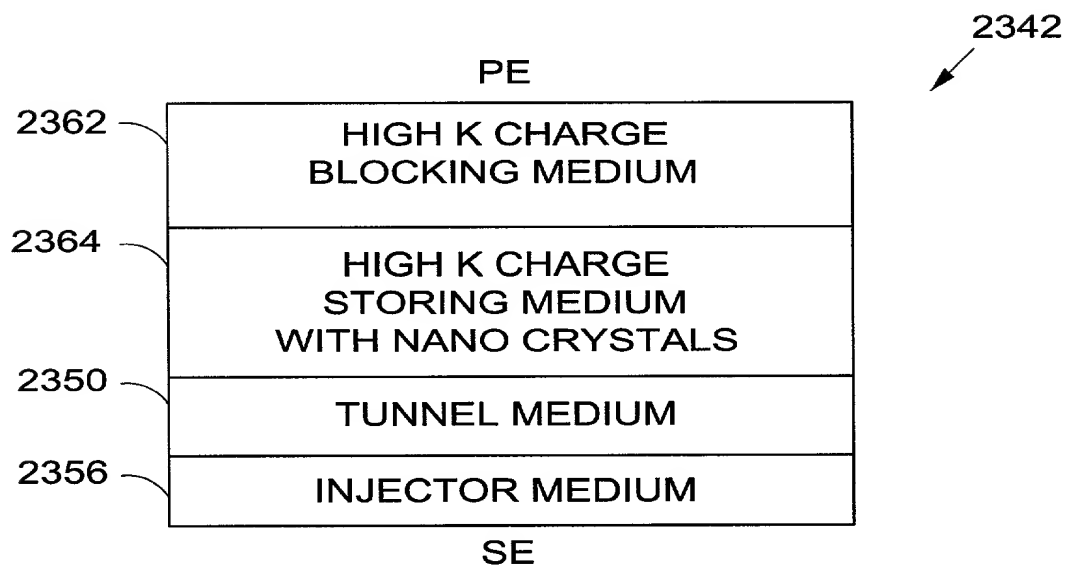 2342
PE
2362
HIGH K CHARGE
BLOCKING MEDIUM
2364
HIGH K CHARGE
STORING MEDIUM
WITH NANO CRYSTALS
2350
TUNNEL MEDIUM
2356
INJECTOR MEDIUM
SE